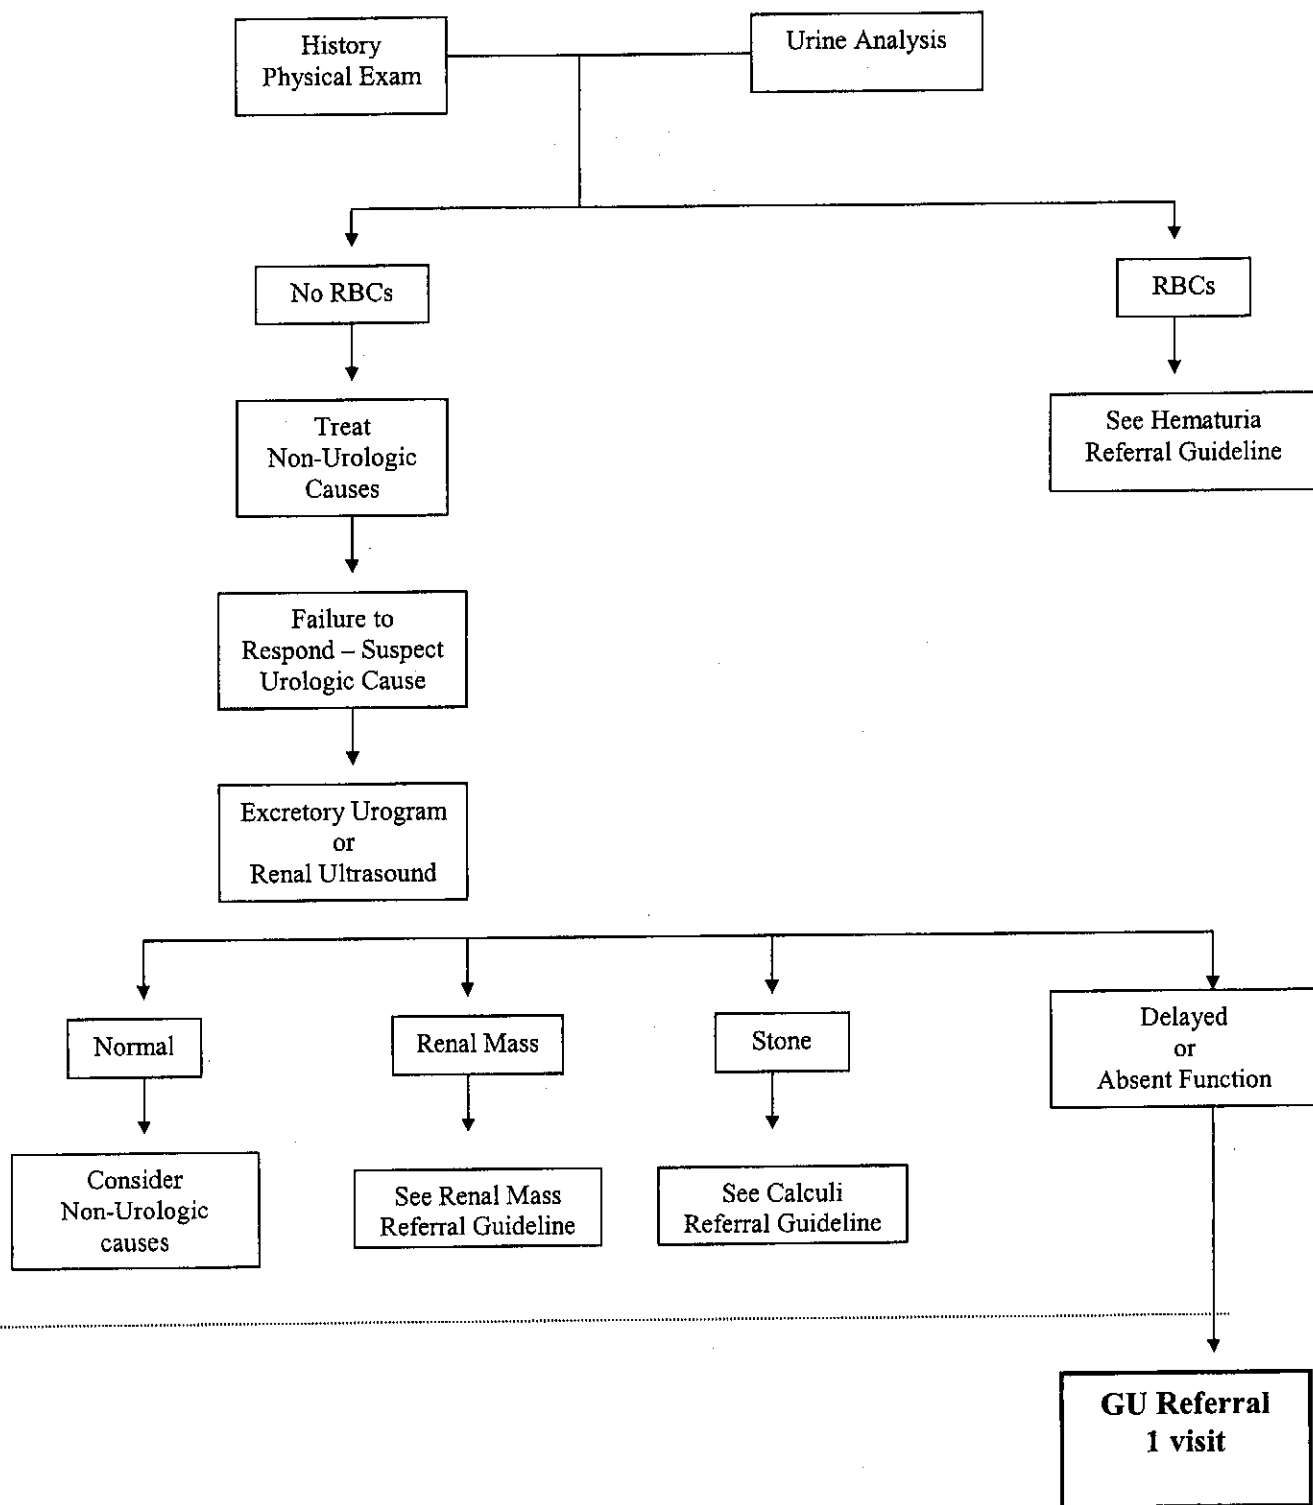 History
Physical Exam
Urine Analysis
No RBCs
RBCs
Treat
Non-Urologic
Causes
See Hematuria
Referral Guideline
Failure to
Respond – Suspect
Urologic Cause
Excretory Urogram
or
Renal Ultrasound
Normal
Renal Mass
Stone
Delayed
or
Absent Function
Consider
Non-Urologic
causes
See Renal Mass
Referral Guideline
See Calculi
Referral Guideline
GU Referral
1 visit